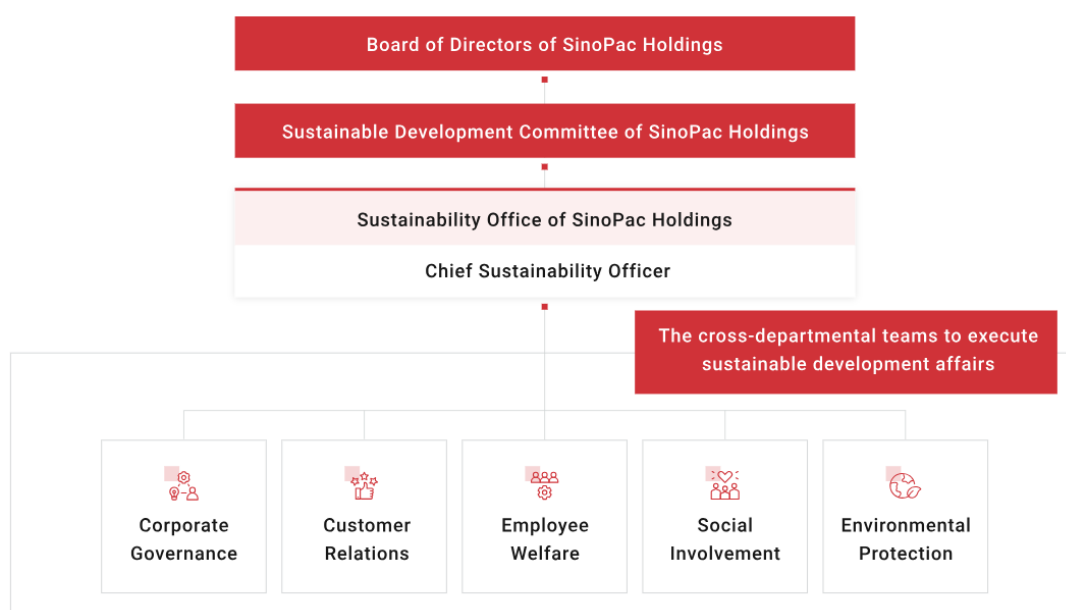 Board of Directors of SinoPac Holdings
Sustainable Development Committee of SinoPac Holdings
Sustainability Office of SinoPac Holdings
Chief Sustainability Officer
The cross-departmental teams to execute
sustainable development affairs
Corporate
Governance
Customer
Relations
Employee
Welfare
Social
Involvement
Environmental
Protection